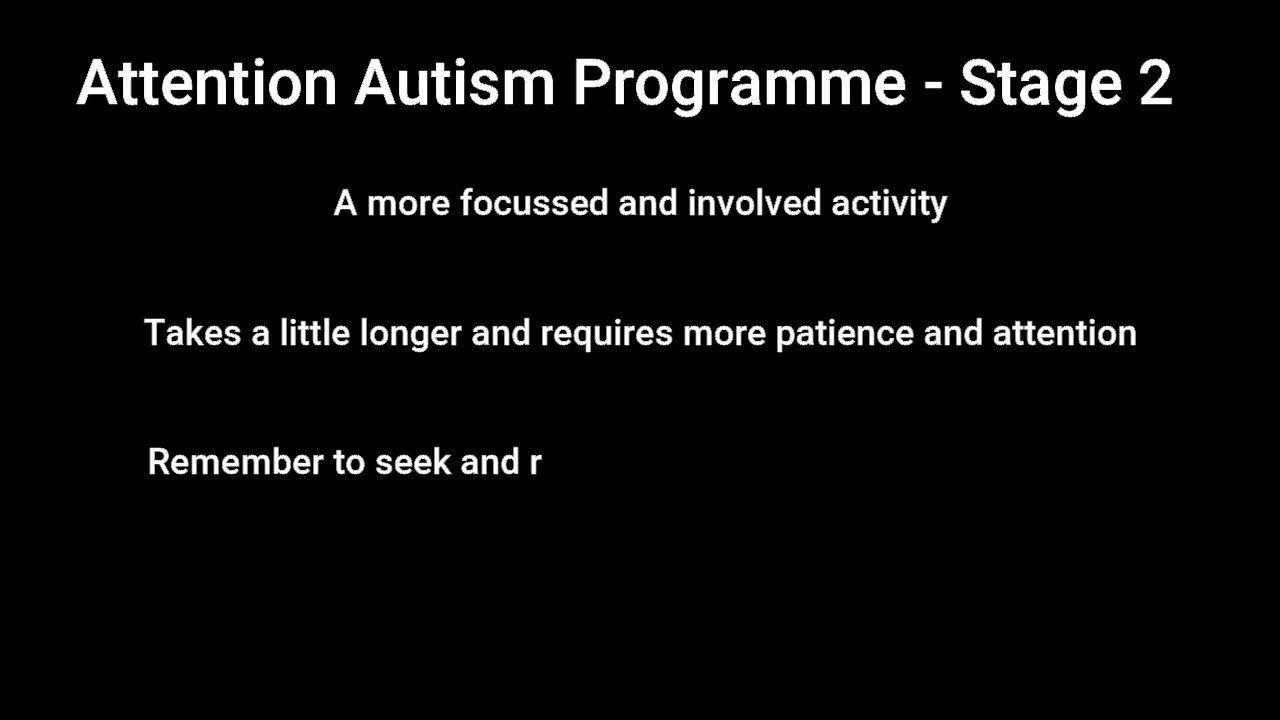 Attention Autism Programme - Stage 2
A more focussed and involved activity
Takes a little longer and requires more patience and attention
Remember to seek and r